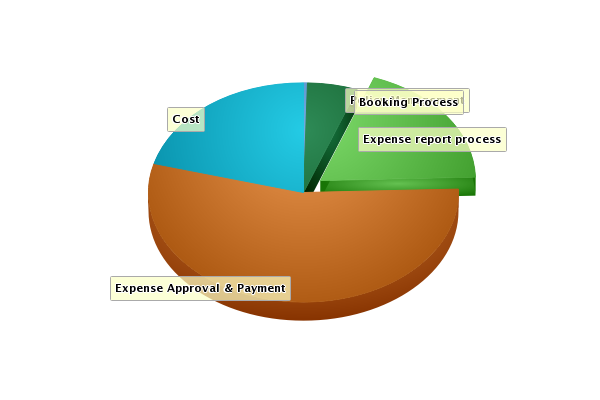 Booking Process
Cost
Expense report process
Expense Approval & Payment